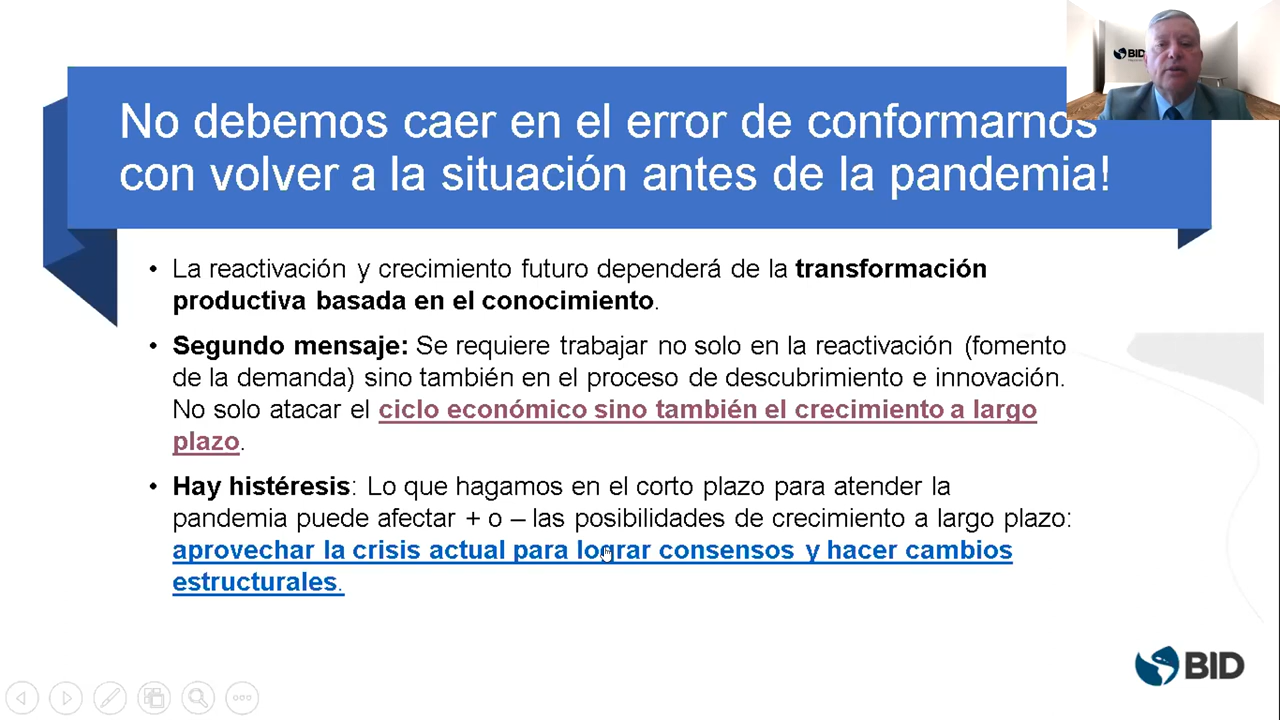 BID
No debemos caer en el error de conformarnos
con volver a la situación antes de la pandemia!
• La reactivación y crecimiento futuro dependerá de la transformación
productiva basada en el conocimiento.
• Segundo mensaje: Se requiere trabajar no solo en la reactivación (fomento
de la demanda) sino también en el proceso de descubrimiento e innovación.
No solo atacar el ciclo económico sino también el crecimiento a largo
plazo.
• Hay histéresis: Lo que hagamos en el corto plazo para atender la
pandemia puede afectar + o – las posibilidades de crecimiento a largo plazo:
aprovechar la crisis actual para lograr consensos y hacer cambios
estructurales.
BID